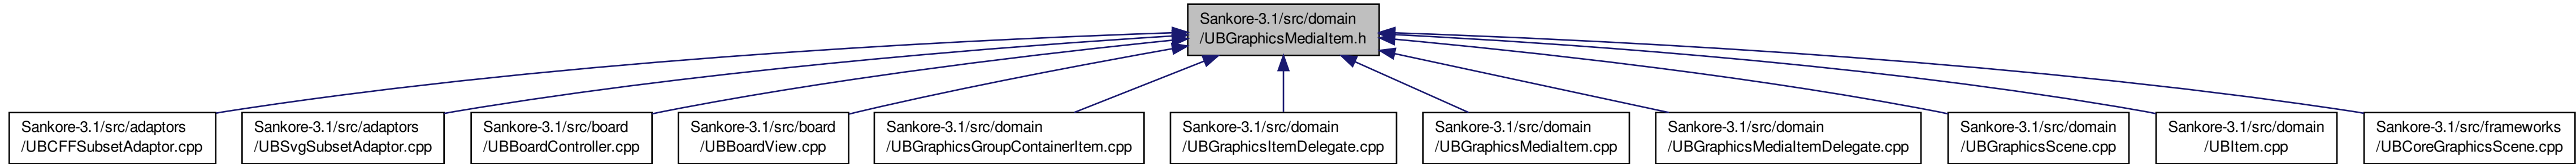 Sankore-3.1/src/domain
/UBGraphicsMediaItem.h
Sankore-3.1/src/adaptors
/UBCFFSubsetAdaptor.cpp
Sankore-3.1/src/adaptors
/UBSvgSubsetAdaptor.cpp
Sankore-3.1/src/board
/UBBoardController.cpp
Sankore-3.1/src/board
/UBBoardView.cpp
Sankore-3.1/src/domain
/UBGraphicsGroupContainerItem.cpp
Sankore-3.1/src/domain
/UBGraphicsItemDelegate.cpp
Sankore-3.1/src/domain
/UBGraphicsMediaItem.cpp
Sankore-3.1/src/domain
/UBGraphicsMediaItemDelegate.cpp
Sankore-3.1/src/domain
/UBGraphicsScene.cpp
Sankore-3.1/src/domain
/UBItem.cpp
Sankore-3.1/src/frameworks
/UBCoreGraphicsScene.cpp